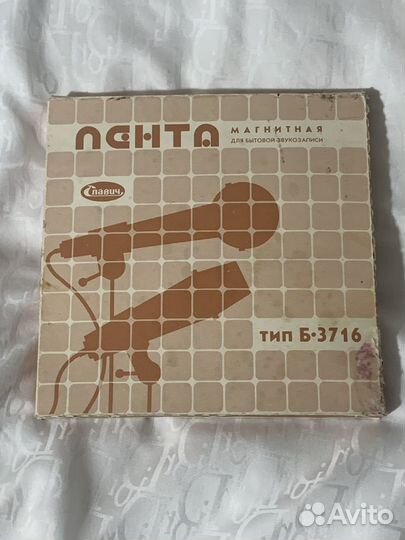 ЛЕНТА
МАГНИТНАЯ
ДЛЯ БЫТОВОЙ ЗВУКОЗАПИСИ
Славич
ТИП Б-3716
Avito